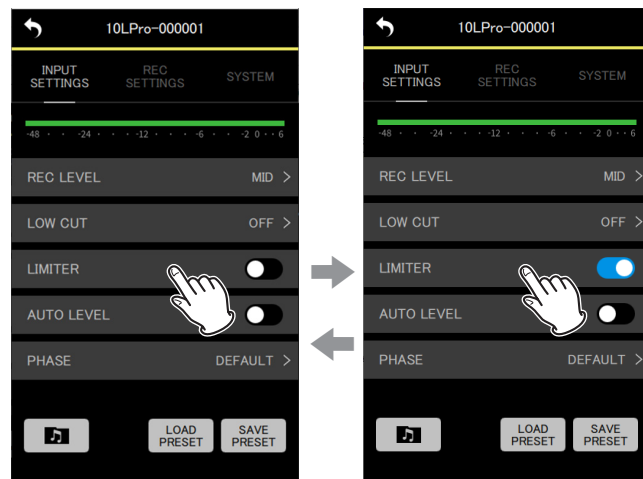 10LPro-000001
INPUT
SETTINGS
REC
SETTINGS
SYSTEM
-48 · · -24 · · · -12 · · · -6 · · -2 0 · · 6
REC LEVEL MID >
LOW CUT OFF >
LIMITER
AUTO LEVEL
PHASE DEFAULT >
LOAD
PRESET
SAVE
PRESET
10LPro-000001
INPUT
SETTINGS
REC
SETTINGS
SYSTEM
-48 · · -24 · · · -12 · · · -6 · · -2 0 · · 6
REC LEVEL MID >
LOW CUT OFF >
LIMITER
AUTO LEVEL
PHASE DEFAULT >
LOAD
PRESET
SAVE
PRESET